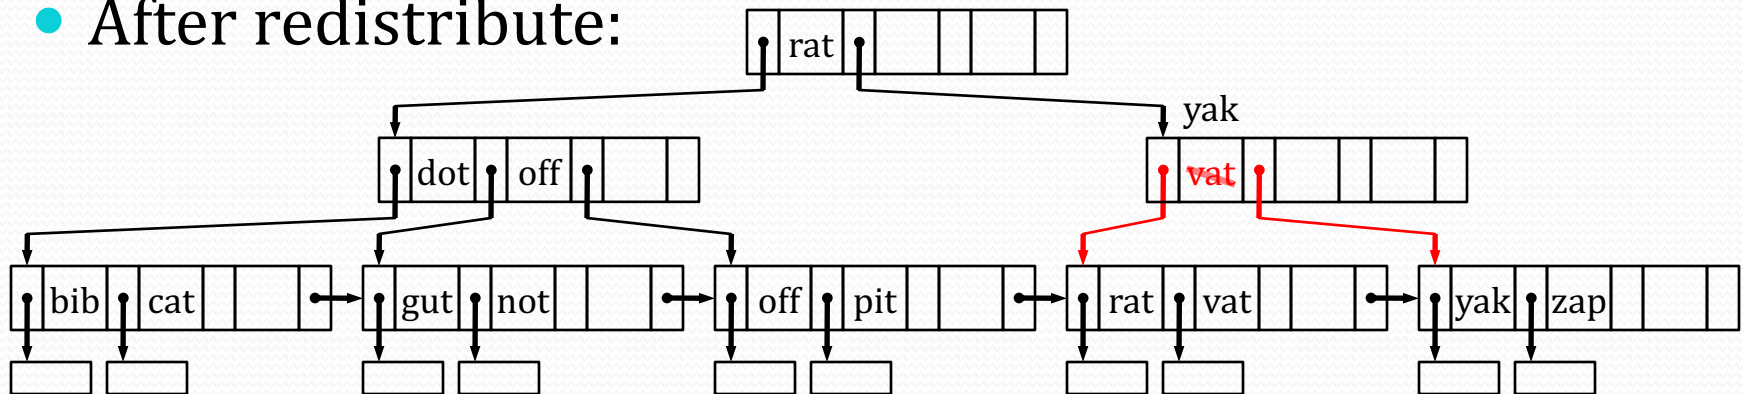 • After redistribute:
rat
yak
dot off
vat
bib cat
gut not
off pit
rat vat
yak zap